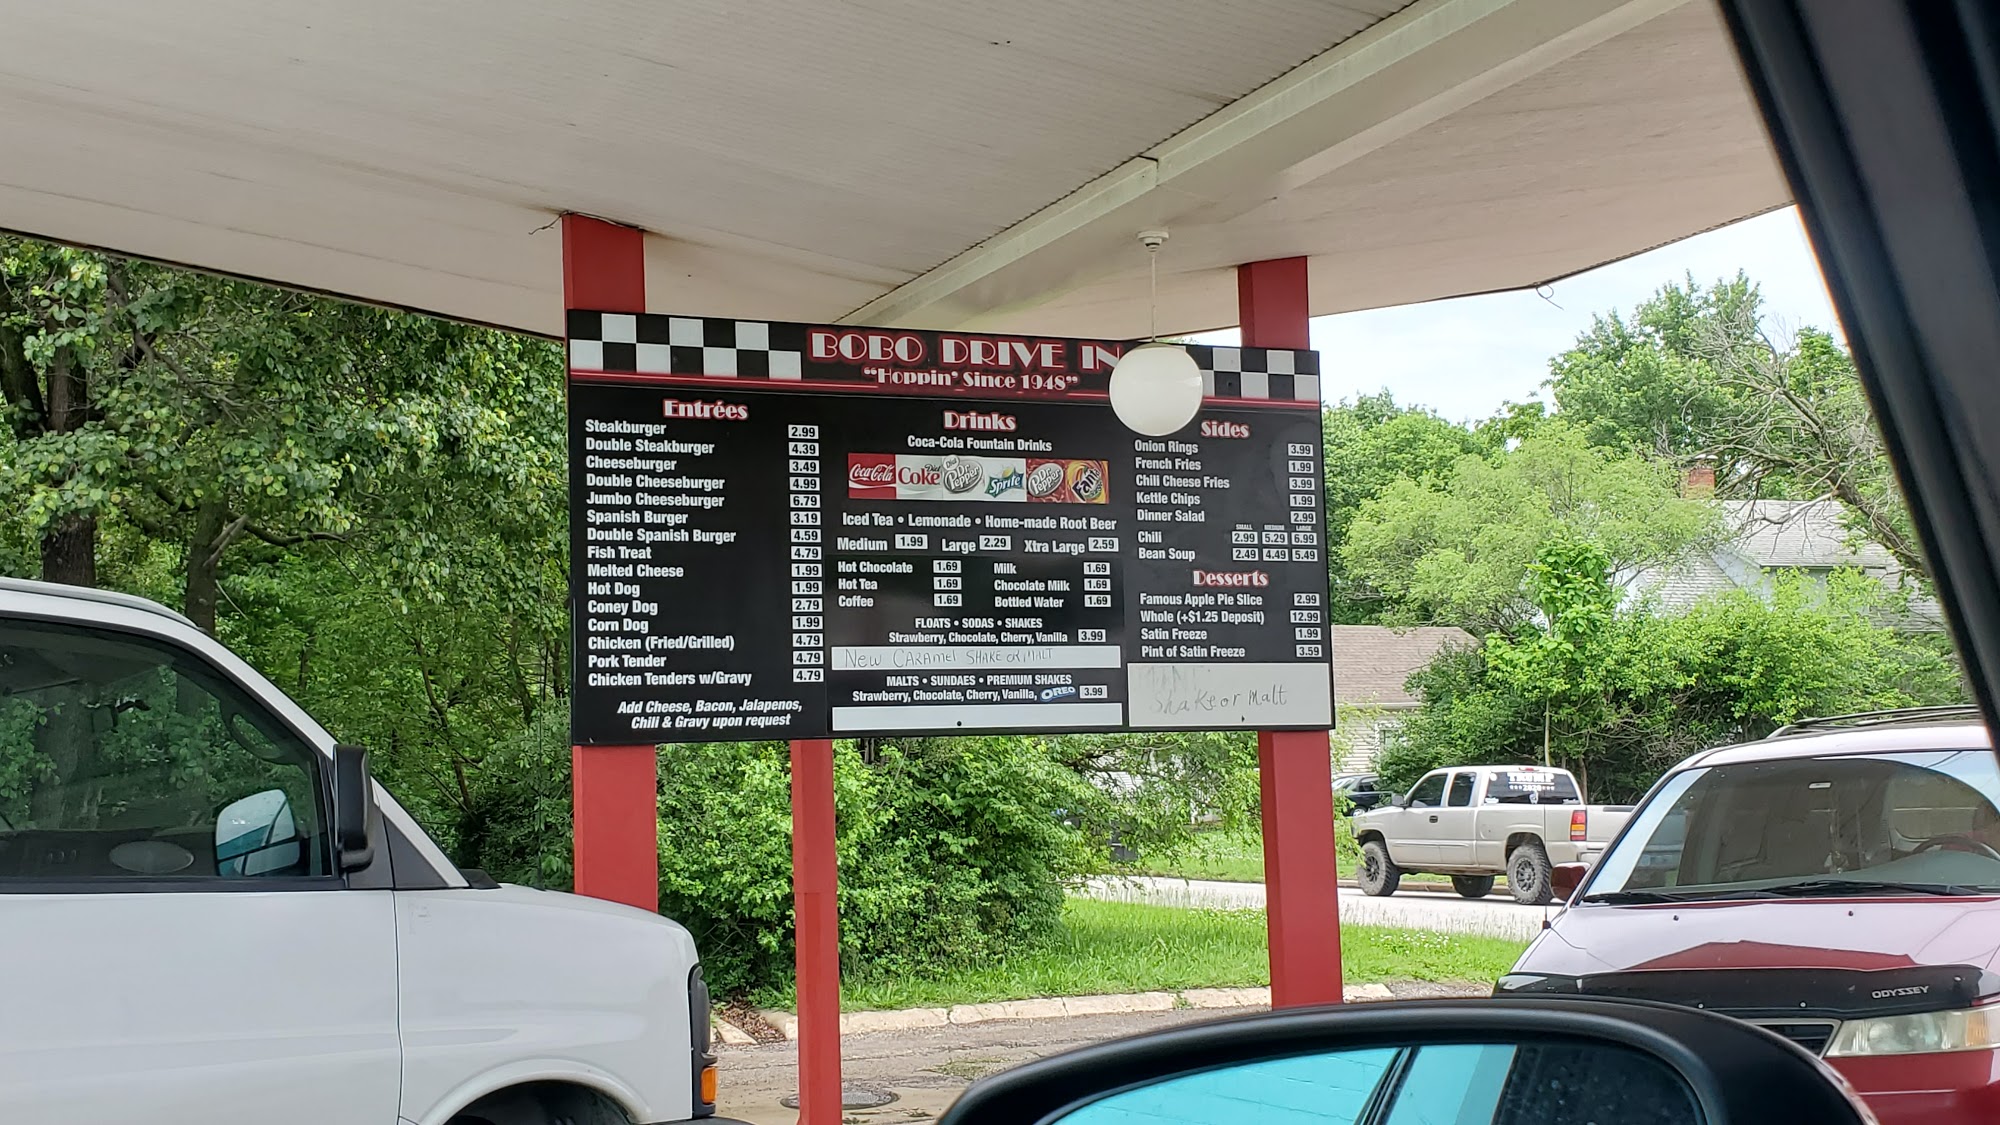 BOBO DRIVE IN
"Hoppin' Since 1948"
Entrées
Steakburger 2.99
Double Steakburger 4.39
Cheeseburger 3.49
Double Cheeseburger 4.99
Jumbo Cheeseburger 6.79
Spanish Burger 3.19
Double Spanish Burger 4.59
Fish Treat 4.79
Melted Cheese 1.99
Hot Dog 1.99
Coney Dog 2.79
Corn Dog 1.99
Chicken (Fried/Grilled) 4.79
Pork Tender 4.79
Chicken Tenders w/Gravy 4.79
Add Cheese, Bacon, Jalapenos,
Chili & Gravy upon request
Drinks
Coca-Cola Fountain Drinks
Coca-Cola Diet Coke Diet Dr Pepper Sprite Dr Pepper Fanta
Iced Tea • Lemonade • Home-made Root Beer
Medium 1.99 Large 2.29 Xtra Large 2.59
Hot Chocolate 1.69 Milk 1.69
Hot Tea 1.69 Chocolate Milk 1.69
Coffee 1.69 Bottled Water 1.69
FLOATS • SODAS • SHAKES
Strawberry, Chocolate, Cherry, Vanilla 3.99
New CARAMEL SHAKE OR MALT
MALTS • SUNDAES • PREMIUM SHAKES
Strawberry, Chocolate, Cherry, Vanilla, OREO 3.99
Sides
Onion Rings 3.99
French Fries 1.99
Chili Cheese Fries 3.99
Kettle Chips 1.99
Dinner Salad 2.99
SMALL MEDIUM LARGE
Chili 2.99 5.29 6.99
Bean Soup 2.49 4.49 5.49
Desserts
Famous Apple Pie Slice 2.99
Whole (+$1.25 Deposit) 12.99
Satin Freeze 1.99
Pint of Satin Freeze 3.59
Shake or Malt
TRUMP
2020
ODYSSEY